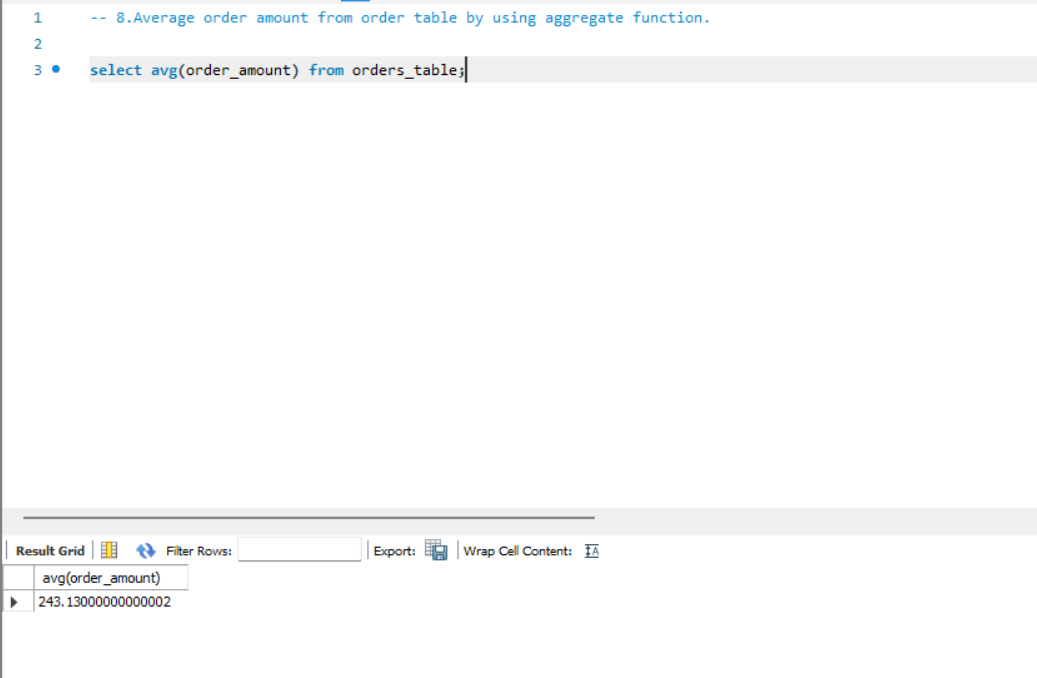 1 -- 8.Average order amount from order table by using aggregate function.
2
3 select avg(order_amount) from orders_table;
Result Grid Filter Rows: Export: Wrap Cell Content: IA
avg(order_amount)
243.13000000000002